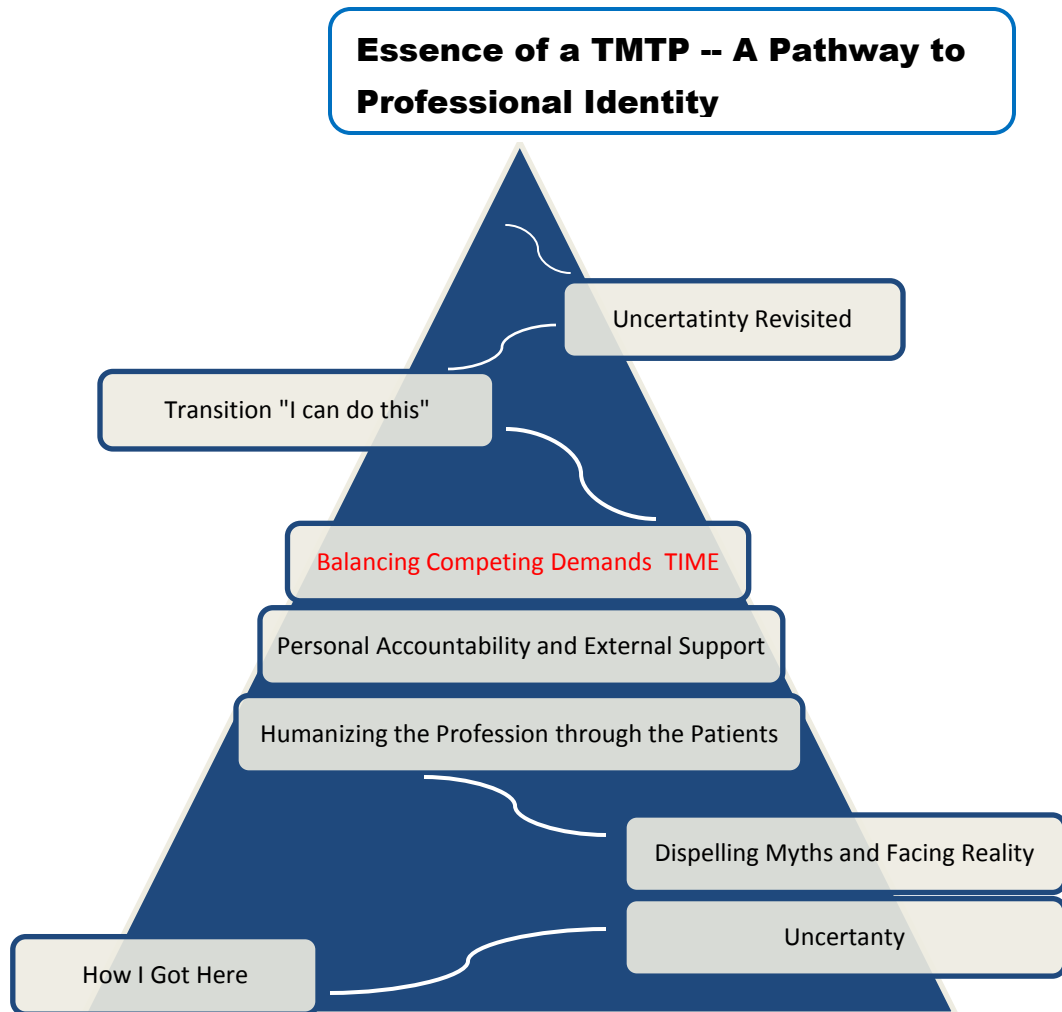 Essence of a TMTP -- A Pathway to
Professional Identity
Uncertatinty Revisited
Transition "I can do this"
Balancing Competing Demands  TIME
Personal Accountability and External Support
Humanizing the Profession through the Patients
Dispelling Myths and Facing Reality
Uncertanty
How I Got Here